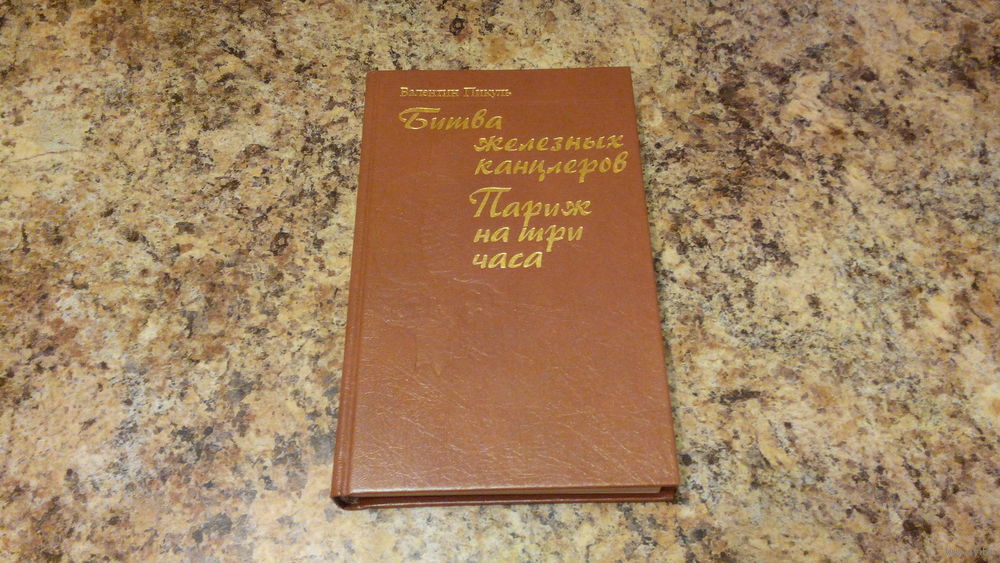 Валентин Пикуль
Битва
железных
канцлеров
Париж
на три
часа